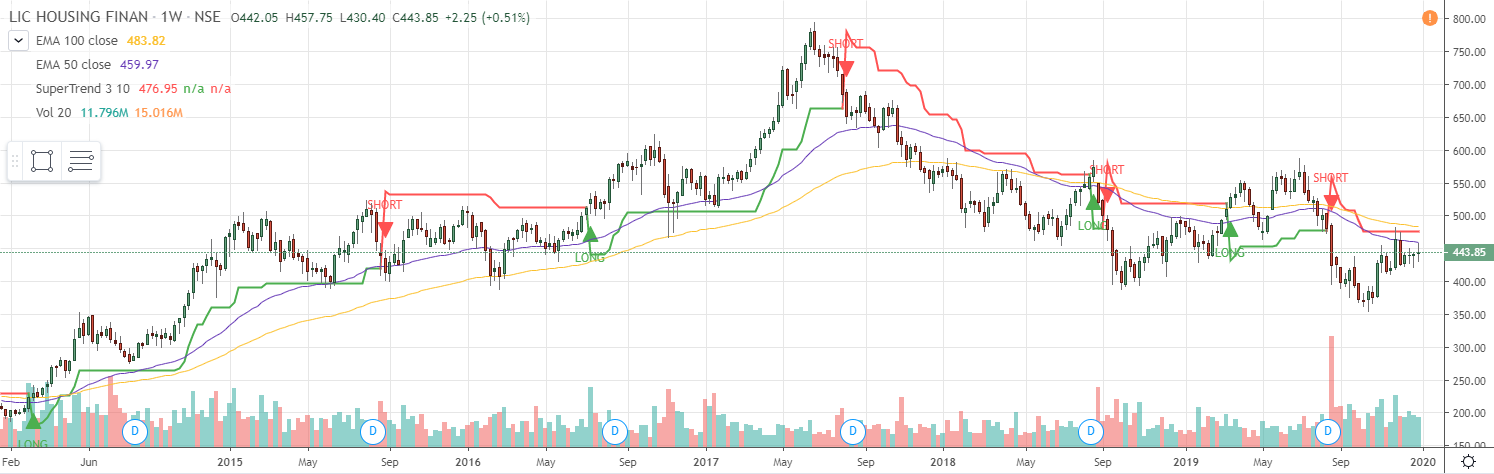 LIC HOUSING FINAN · 1W · NSE O442.05 H457.75 L430.40 C443.85 +2.25 (+0.51%)
EMA 100 close 483.82
EMA 50 close 459.97
SuperTrend 3 10 476.95 n/a n/a
Vol 20 11.796M 15.016M
!
800.00
750.00
700.00
650.00
600.00
550.00
500.00
443.85
400.00
350.00
300.00
250.00
200.00
150.00
SHORT
SHORT
SHORT
SHORT
LONG
LONG
LONG
LONG
D D D D D D
Feb Jun 2015 May Sep 2016 May Sep 2017 May Sep 2018 May Sep 2019 May Sep 2020